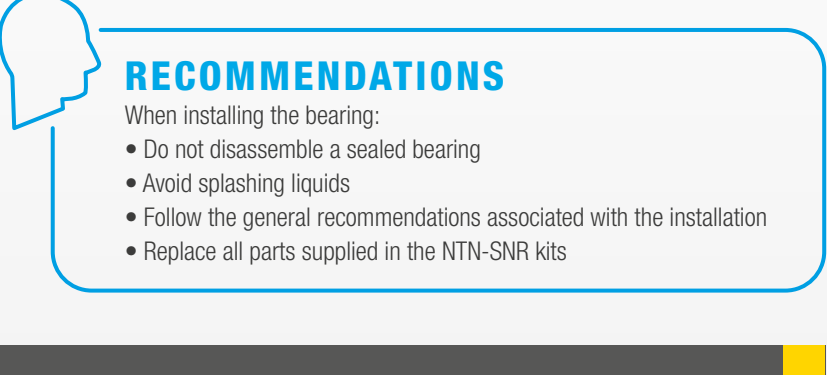 RECOMMENDATIONS
When installing the bearing:
• Do not disassemble a sealed bearing
• Avoid splashing liquids
• Follow the general recommendations associated with the installation
• Replace all parts supplied in the NTN-SNR kits